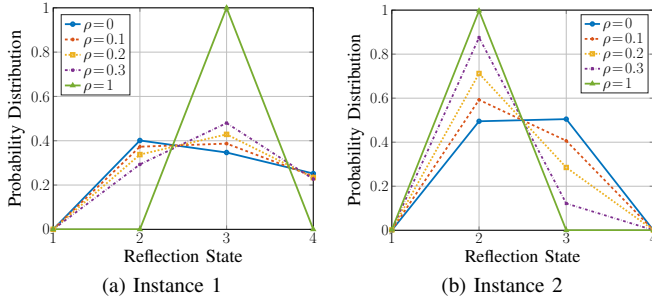 Probability Distribution
1
0.8
0.6
0.4
0.2
0
ρ=0
ρ=0.1
ρ=0.2
ρ=0.3
ρ=1
1 2 3 4
Reflection State
(a) Instance 1
Probability Distribution
1
0.8
0.6
0.4
0.2
0
ρ=0
ρ=0.1
ρ=0.2
ρ=0.3
ρ=1
1 2 3 4
Reflection State
(b) Instance 2